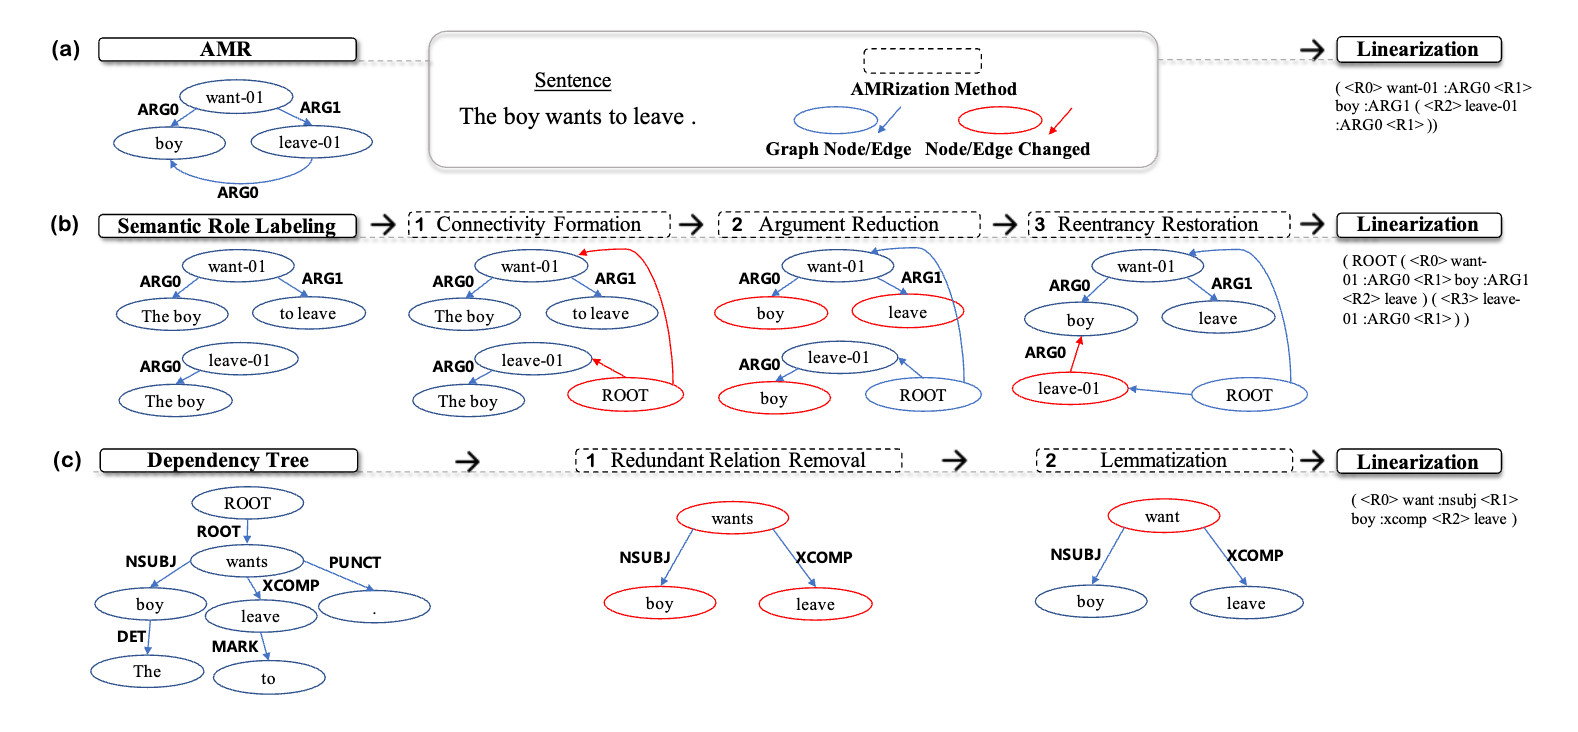 (a)
AMR
want-01
ARG0
ARG1
boy
leave-01
ARG0
Sentence
The boy wants to leave .
AMRization Method
Graph Node/Edge
Node/Edge Changed
Linearization
( <R0> want-01 :ARG0 <R1>
boy :ARG1 ( <R2> leave-01
:ARG0 <R1> ))
(b)
Semantic Role Labeling
want-01
ARG0
ARG1
The boy
to leave
leave-01
ARG0
The boy
1 Connectivity Formation
want-01
ARG0
ARG1
The boy
to leave
leave-01
ARG0
The boy
ROOT
2 Argument Reduction
want-01
ARG0
ARG1
boy
leave
leave-01
ARG0
boy
ROOT
3 Reentrancy Restoration
want-01
ARG0
ARG1
boy
leave
ARG0
leave-01
ROOT
Linearization
( ROOT ( <R0> want-
01 :ARG0 <R1> boy :ARG1
<R2> leave ) ( <R3> leave-
01 :ARG0 <R1> ) )
(c)
Dependency Tree
ROOT
ROOT
wants
NSUBJ
PUNCT
XCOMP
boy
leave
.
DET
MARK
The
to
1 Redundant Relation Removal
wants
NSUBJ
XCOMP
boy
leave
2 Lemmatization
want
NSUBJ
XCOMP
boy
leave
Linearization
( <R0> want :nsubj <R1>
boy :xcomp <R2> leave )